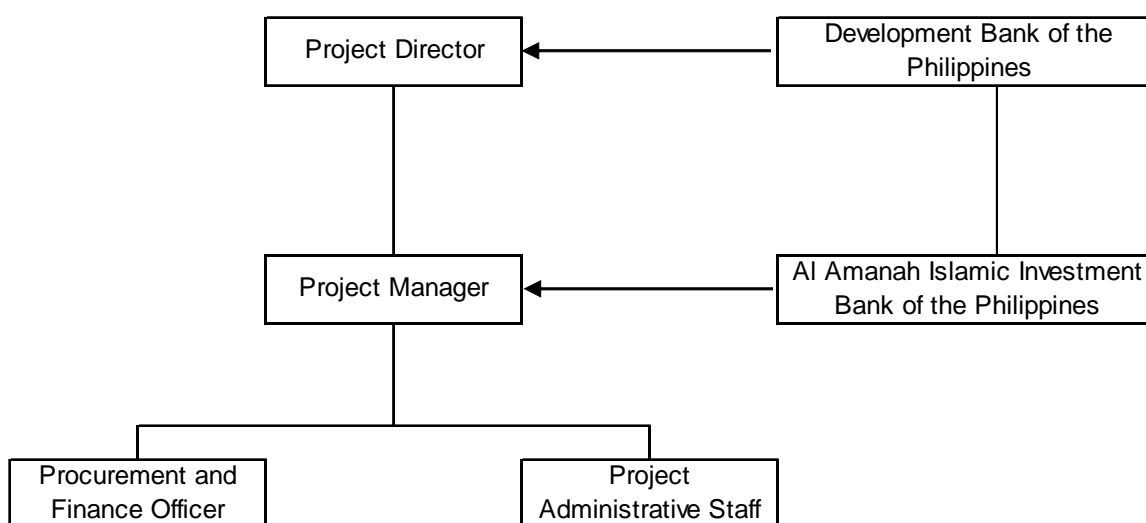 Project Director
Development Bank of the
Philippines
Project Manager
Al Amanah Islamic Investment
Bank of the Philippines
Procurement and
Finance Officer
Project
Administrative Staff